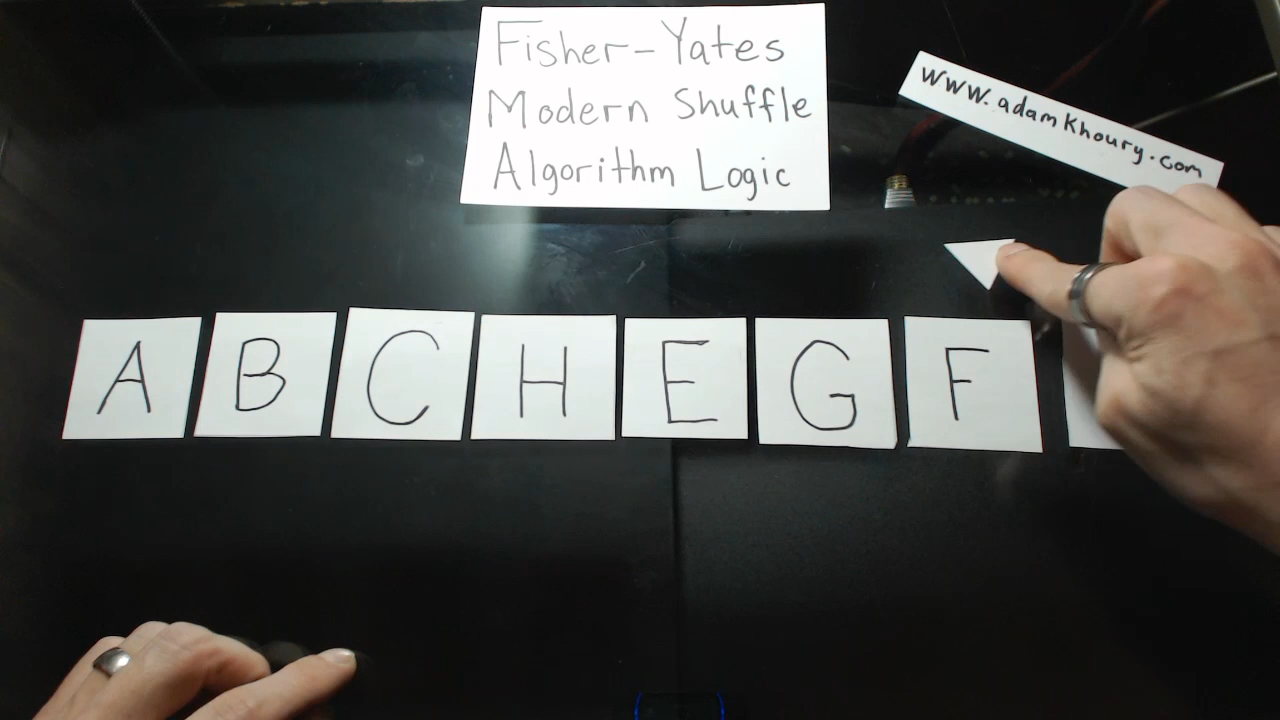 Fisher-Yates
Modern Shuffle
Algorithm Logic
www.adamkhoury.com
A B C H E G F